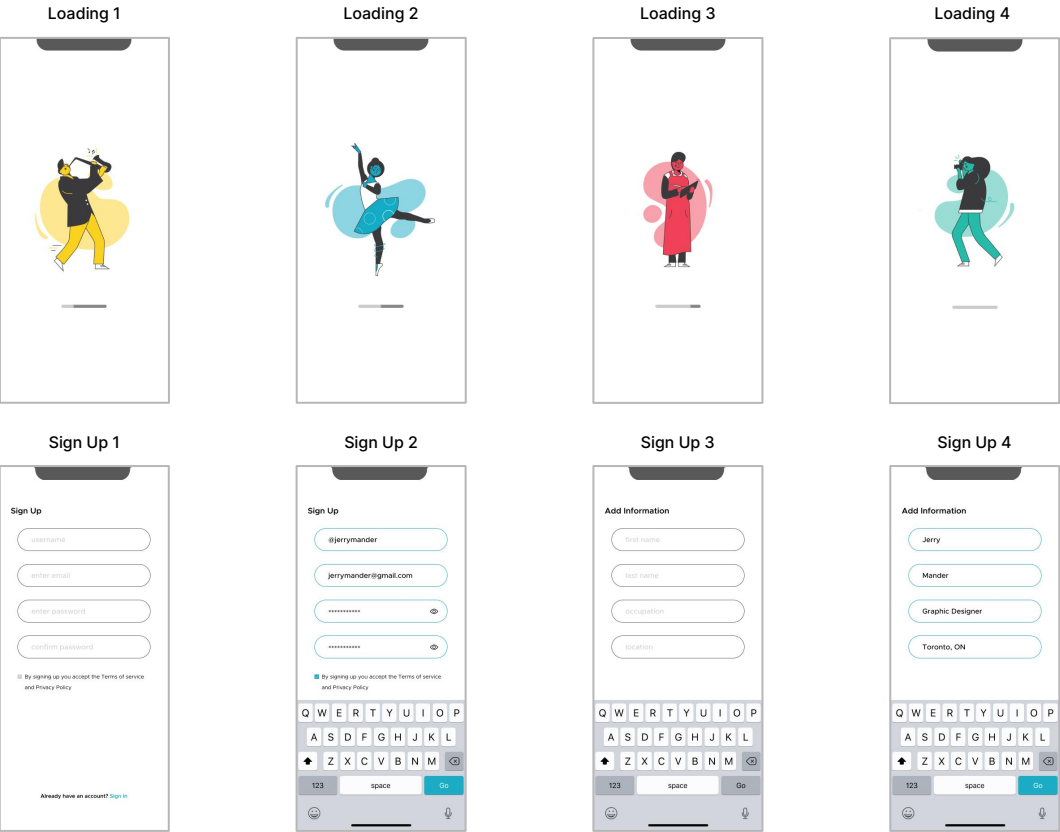 Loading 1
Loading 2
Loading 3
Loading 4
Sign Up 1
Sign Up
username
enter email
enter password
confirm password
By signing up you accept the Terms of service
and Privacy Policy
Already have an account? Sign in
Sign Up 2
Sign Up
@jerrymander
jerrymander@gmail.com
***********
***********
By signing up you accept the Terms of service
and Privacy Policy
Q W E R T Y U I O P
A S D F G H J K L
Z X C V B N M
123 space Go
Sign Up 3
Add Information
first name
last name
occupation
location
Q W E R T Y U I O P
A S D F G H J K L
Z X C V B N M
123 space Go
Sign Up 4
Add Information
Jerry
Mander
Graphic Designer
Toronto, ON
Q W E R T Y U I O P
A S D F G H J K L
Z X C V B N M
123 space Go